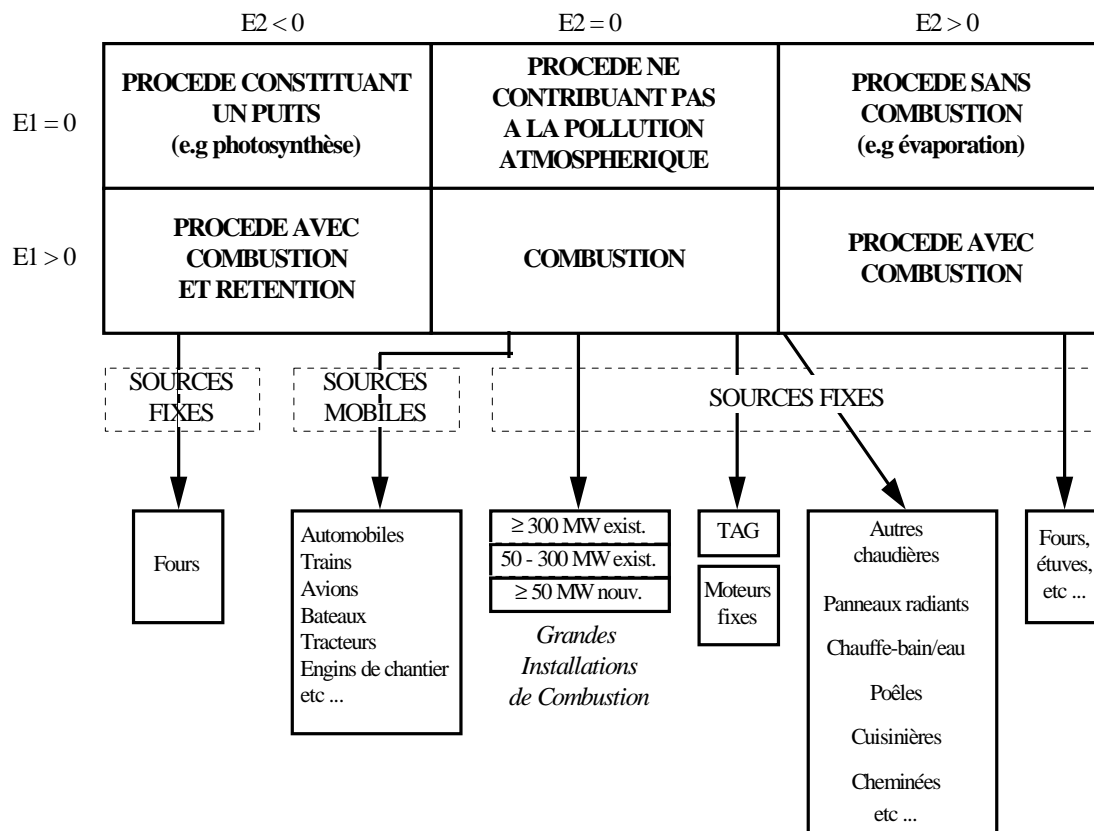 E2 < 0
E2 = 0
E2 > 0
E1 = 0
PROCEDE CONSTITUANT
UN PUITS
(e.g photosynthèse)
PROCEDE NE
CONTRIBUANT PAS
A LA POLLUTION
ATMOSPHERIQUE
PROCEDE SANS
COMBUSTION
(e.g évaporation)
E1 > 0
PROCEDE AVEC
COMBUSTION
ET RETENTION
COMBUSTION
PROCEDE AVEC
COMBUSTION
SOURCES
FIXES
SOURCES
MOBILES
SOURCES FIXES
Fours
Automobiles
Trains
Avions
Bateaux
Tracteurs
Engins de chantier
etc ...
≥ 300 MW exist.
50 - 300 MW exist.
≥ 50 MW nouv.
Grandes
Installations
de Combustion
TAG
Moteurs
fixes
Autres
chaudières
Panneaux radiants
Chauffe-bain/eau
Poêles
Cuisinières
Cheminées
etc ...
Fours,
étuves,
etc ...